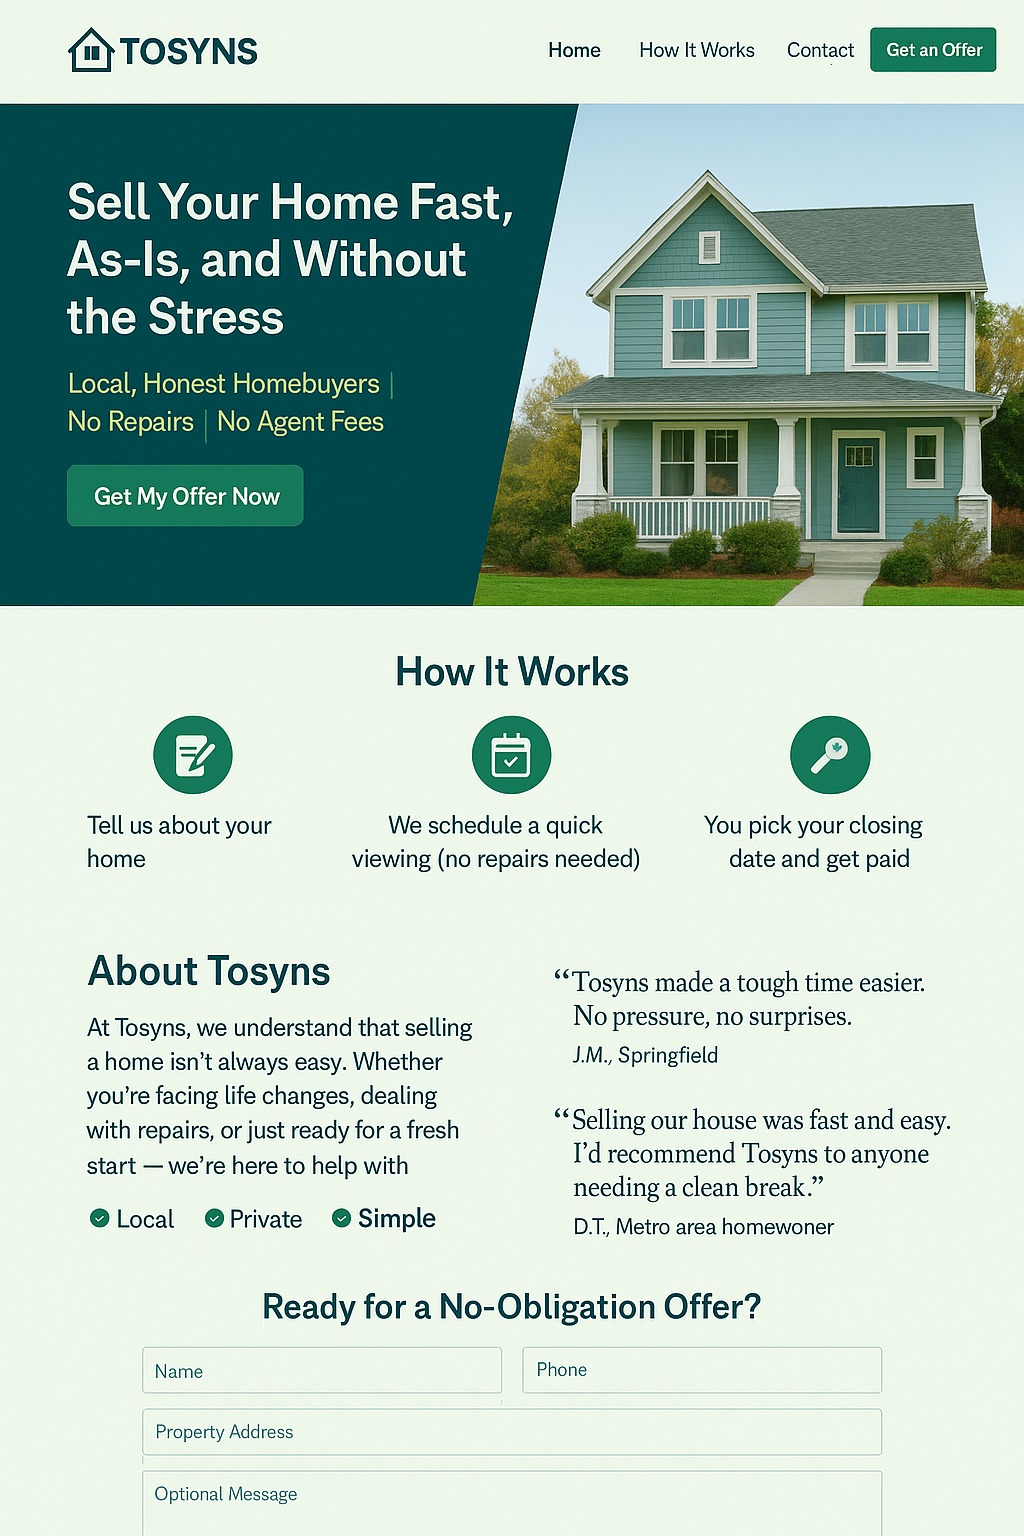 TOSYNS
Home
How It Works
Contact
Get an Offer
Sell Your Home Fast,
As-Is, and Without
the Stress
Local, Honest Homebuyers |
No Repairs | No Agent Fees
Get My Offer Now
How It Works
Tell us about your
home
We schedule a quick
viewing (no repairs needed)
You pick your closing
date and get paid
About Tosyns
At Tosyns, we understand that selling
a home isn’t always easy. Whether
you’re facing life changes, dealing
with repairs, or just ready for a fresh
start — we’re here to help with
Local
Private
Simple
“Tosyns made a tough time easier.
No pressure, no surprises.
J.M., Springfield
“Selling our house was fast and easy.
I’d recommend Tosyns to anyone
needing a clean break.”
D.T., Metro area homewoner
Ready for a No-Obligation Offer?
Name
Phone
Property Address
Optional Message